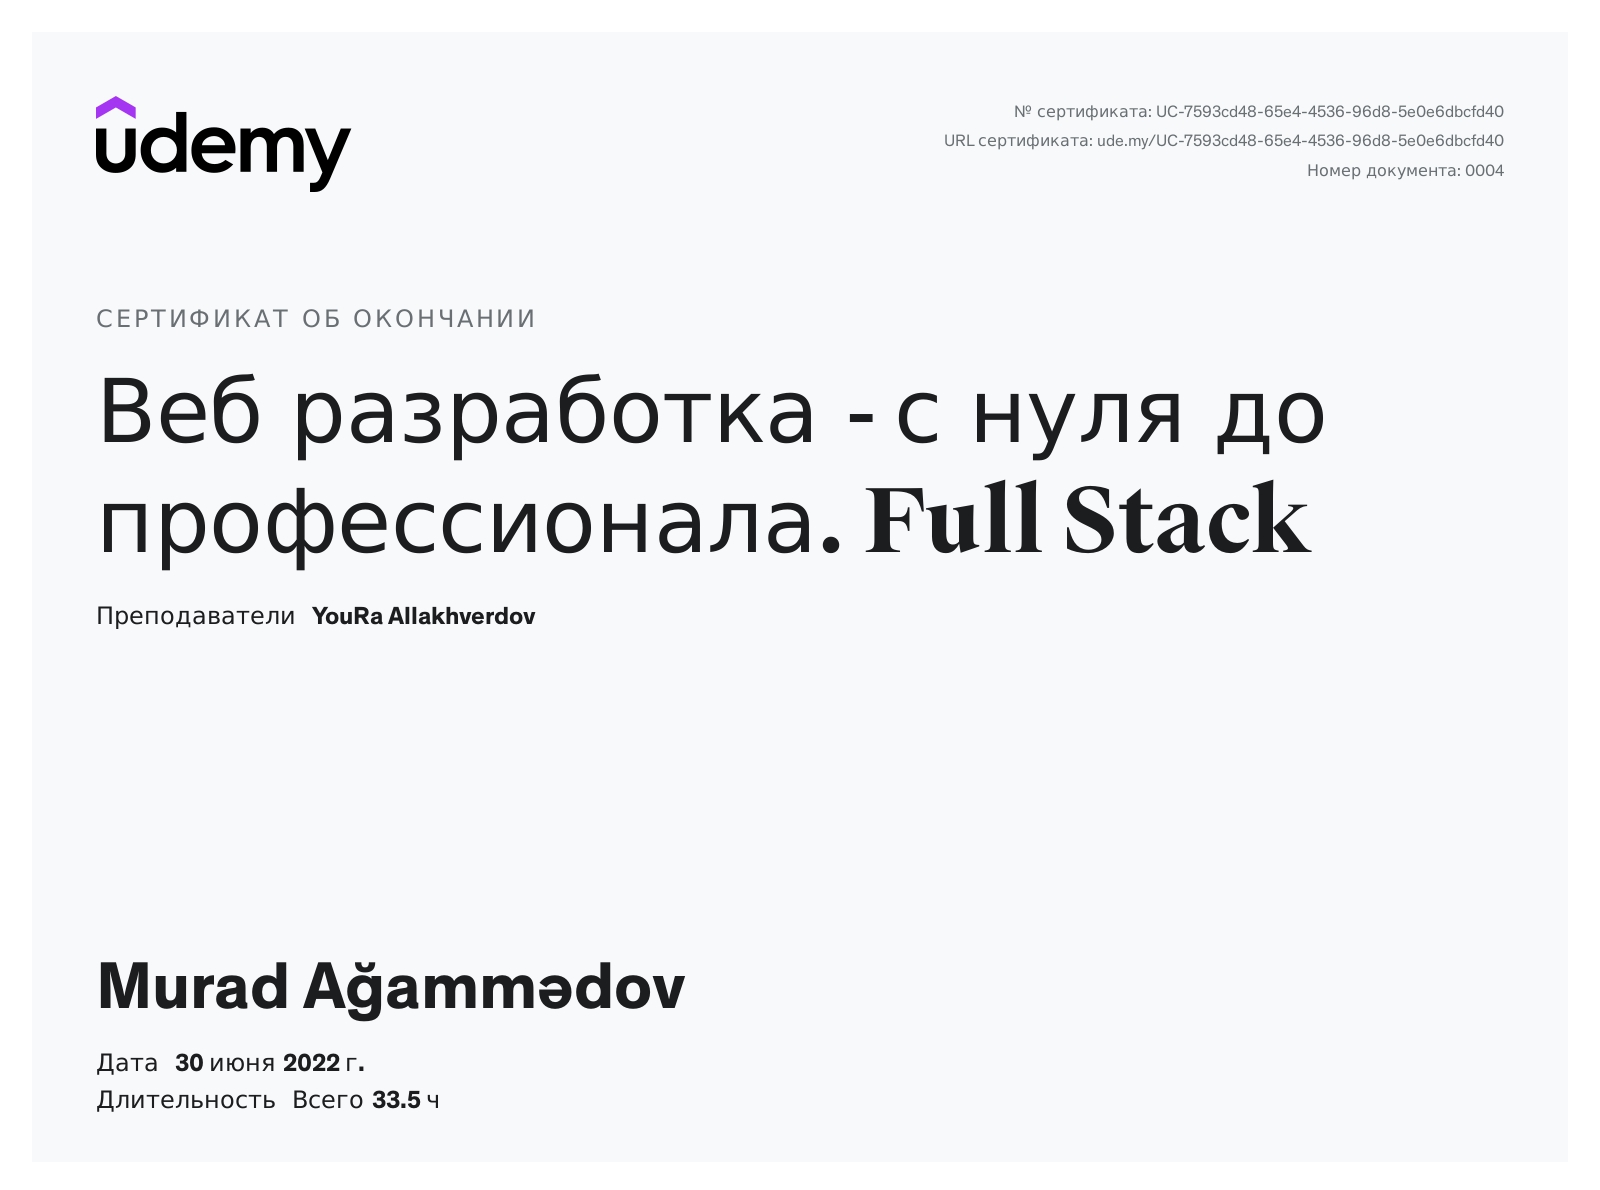 udemy
№ сертификата: UC-7593cd48-65e4-4536-96d8-5e0e6dbcfd40
URL сертификата: ude.my/UC-7593cd48-65e4-4536-96d8-5e0e6dbcfd40
Номер документа: 0004
СЕРТИФИКАТ ОБ ОКОНЧАНИИ
Веб разработка - с нуля до
профессионала. Full Stack
Преподаватели YouRa Allakhverdov
Murad Ağammədov
Дата 30 июня 2022 г.
Длительность Всего 33.5 ч